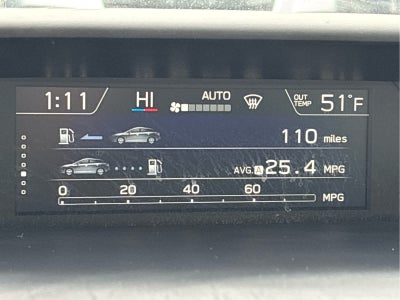 1:11 HI AUTO OUT TEMP 51°F
110 miles
AVG. A 25.4 MPG
0 20 40 60 MPG